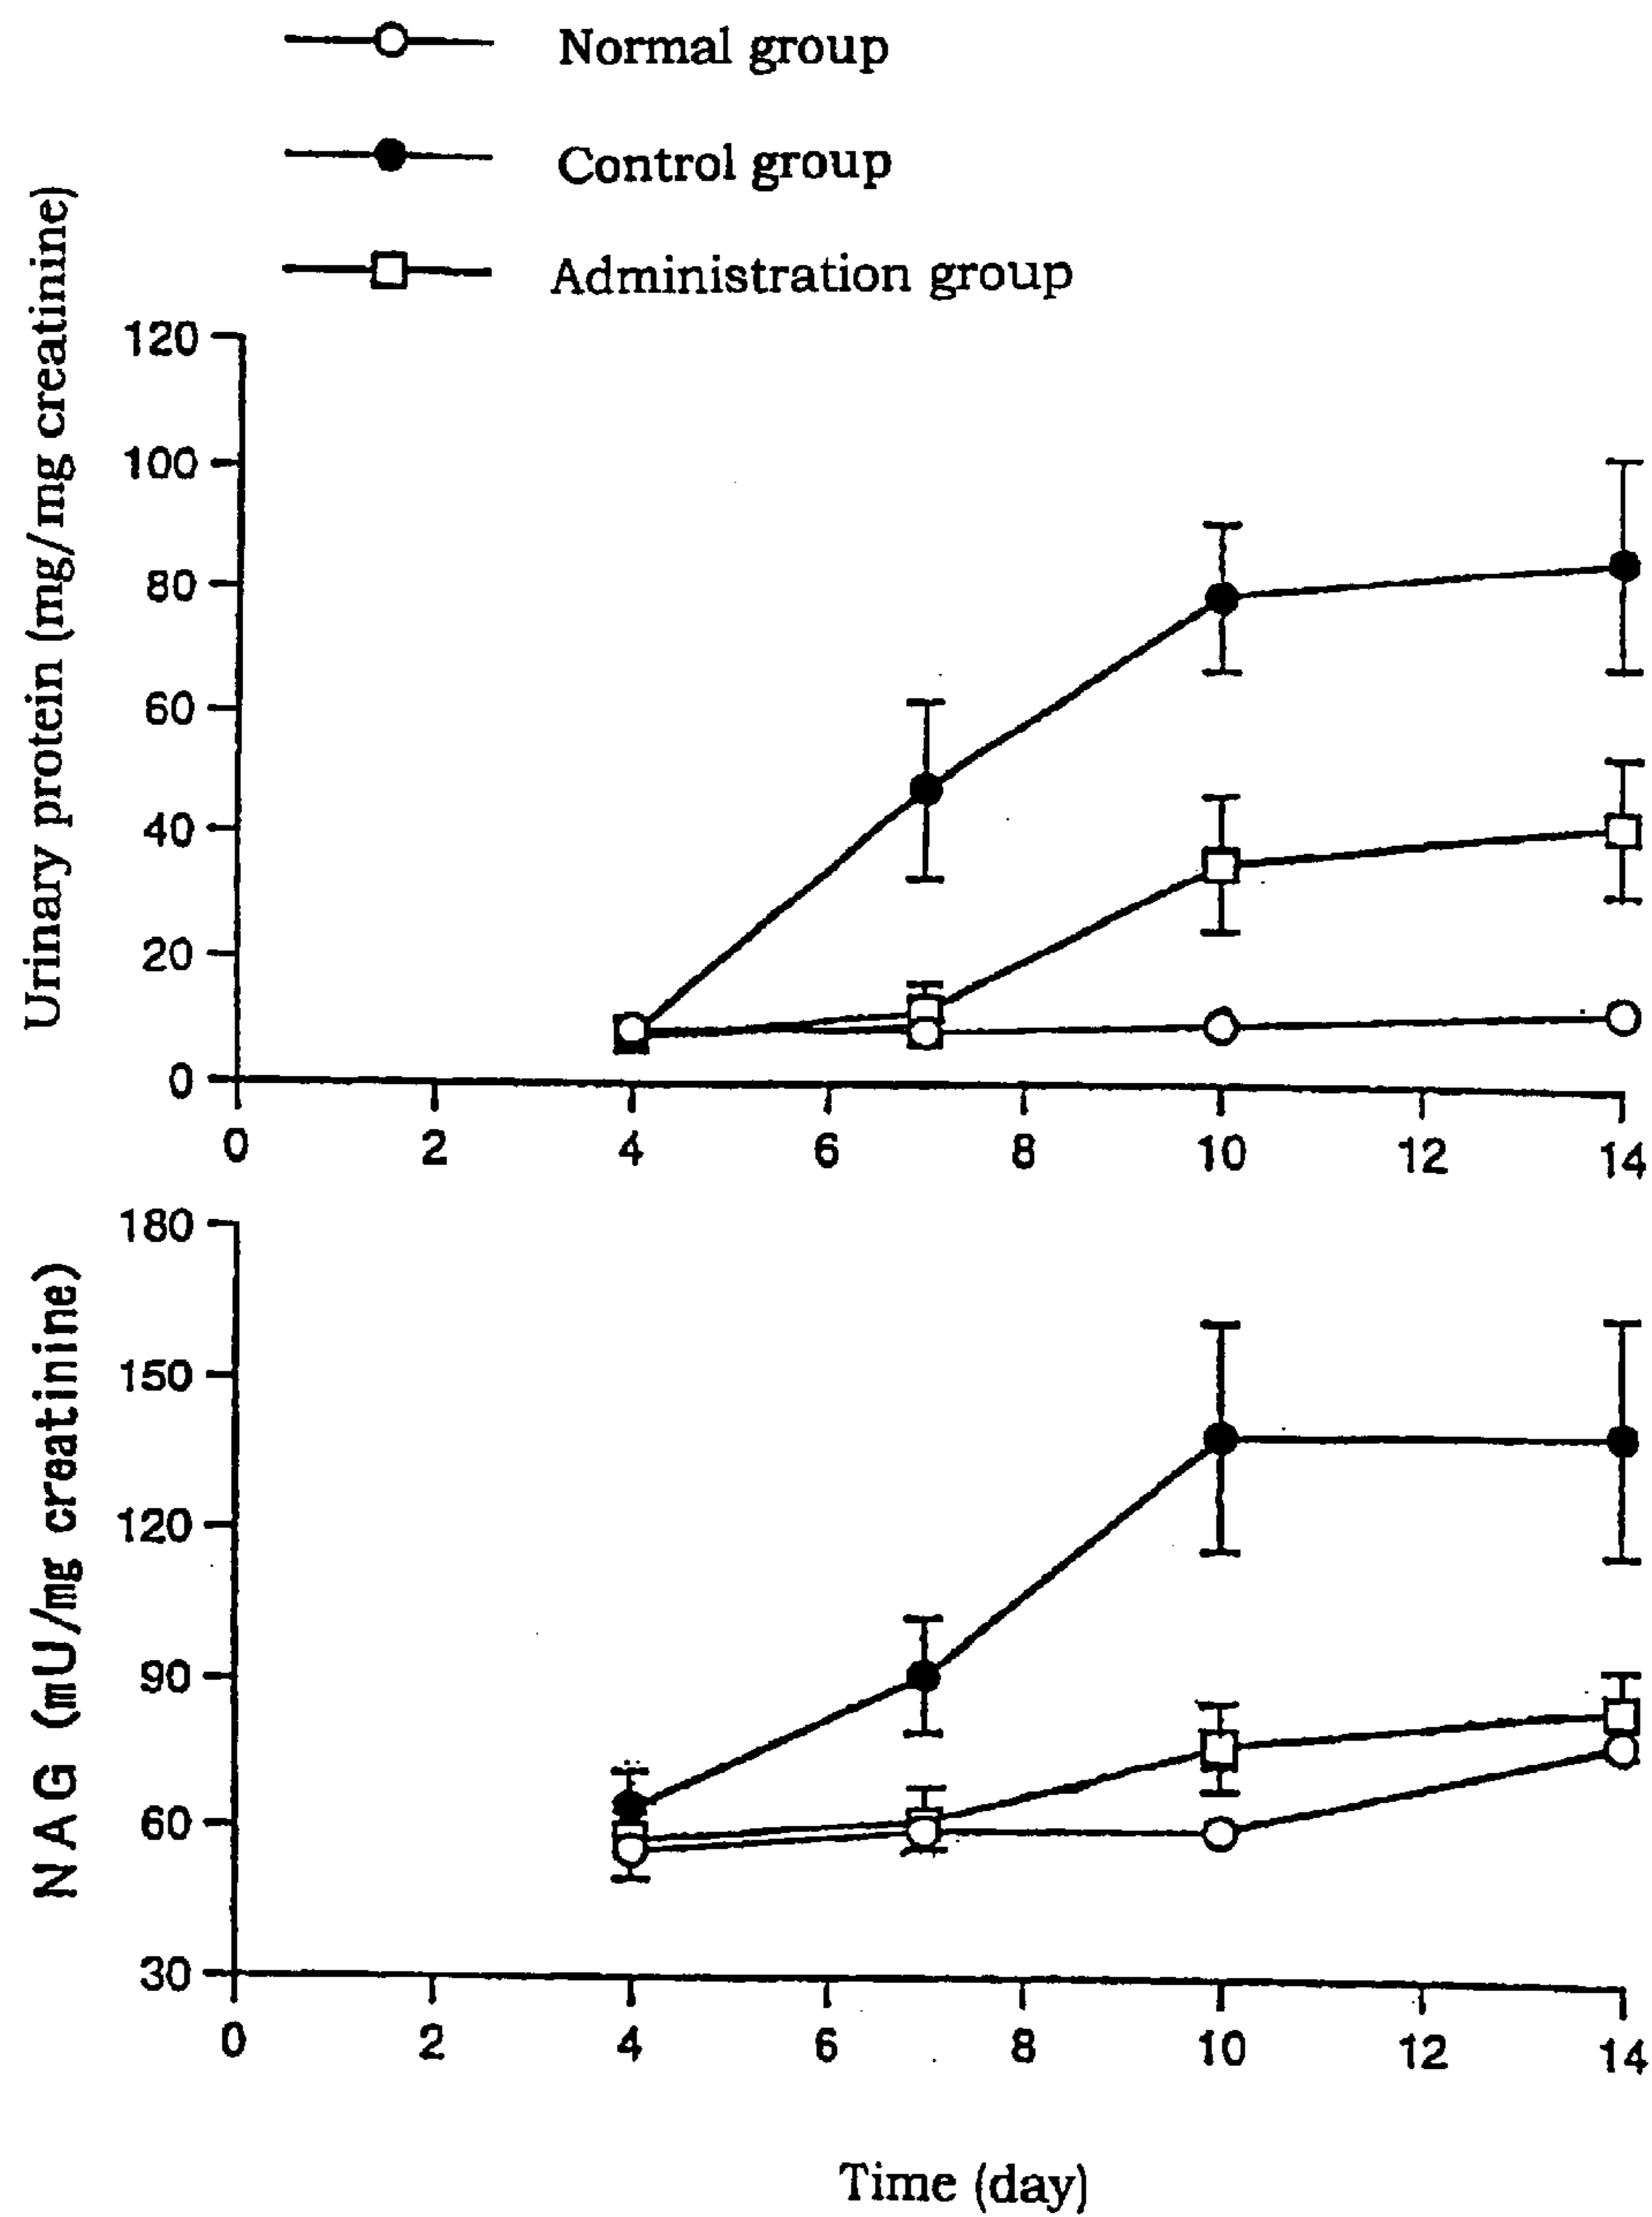 Normal group
Control group
Administration group
Urinary protein (mg/mg creatinine)
120
100
80
60
40
20
0
0 2 4 6 8 10 12 14
NAG (mU/mg creatinine)
180
150
120
90
60
30
0 2 4 6 8 10 12 14
Time (day)